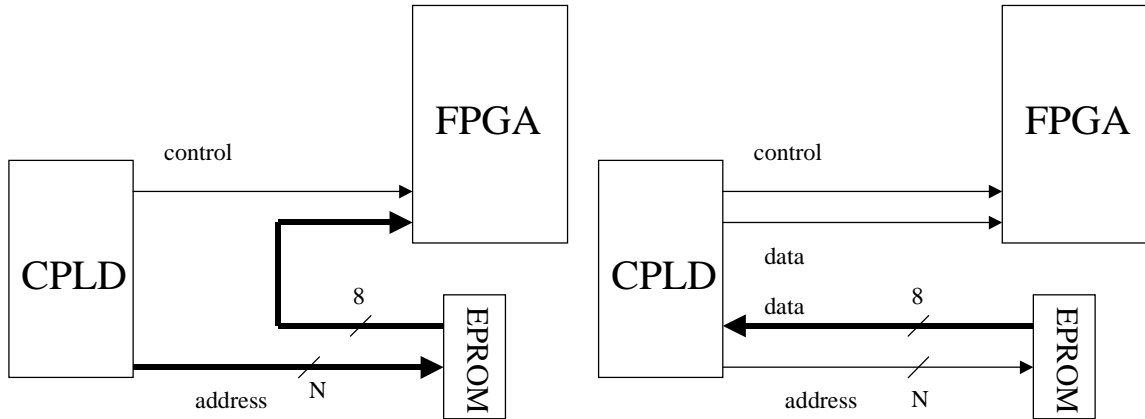 FPGA
control
CPLD
8
EPROM
N
address
FPGA
control
CPLD
data
data
8
EPROM
N
address